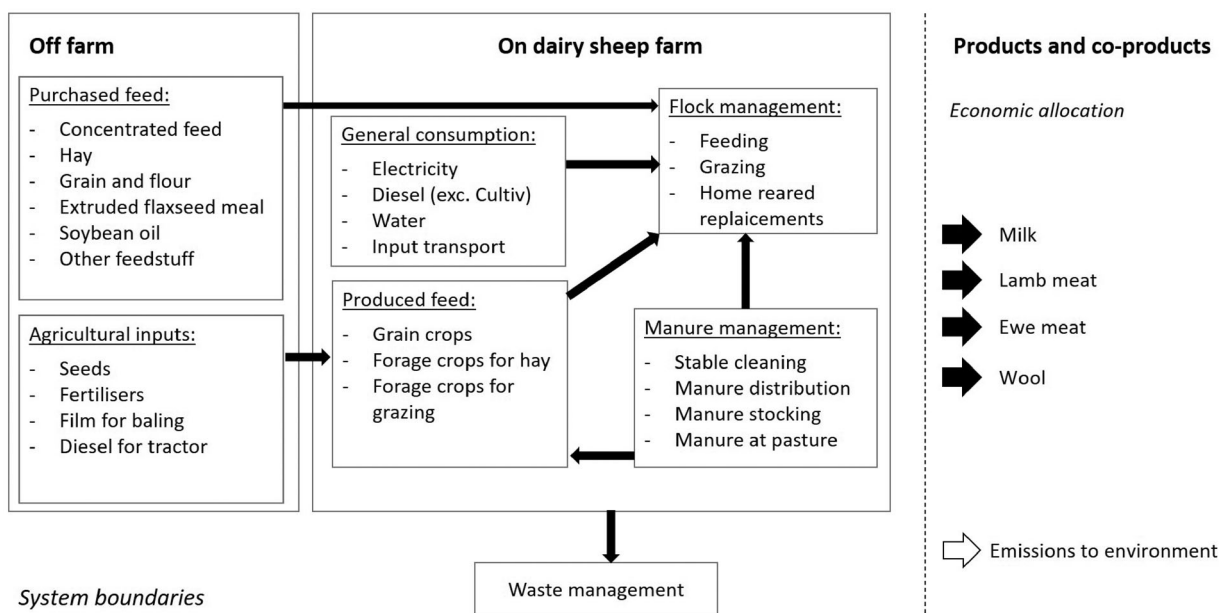 Off farm
Purchased feed:
- Concentrated feed
- Hay
- Grain and flour
- Extruded flaxseed meal
- Soybean oil
- Other feedstuff
Agricultural inputs:
- Seeds
- Fertilisers
- Film for baling
- Diesel for tractor
On dairy sheep farm
General consumption:
- Electricity
- Diesel (exc. Cultiv)
- Water
- Input transport
Flock management:
- Feeding
- Grazing
- Home reared
replaicements
Produced feed:
- Grain crops
- Forage crops for hay
- Forage crops for
grazing
Manure management:
- Stable cleaning
- Manure distribution
- Manure stocking
- Manure at pasture
Waste management
System boundaries
Products and co-products
Economic allocation
Milk
Lamb meat
Ewe meat
Wool
Emissions to environment